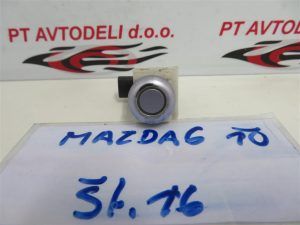 PT AVTODELI d.o.o.
PT AVTODELI d.o.o.
MAZDA6 10
Št. 16